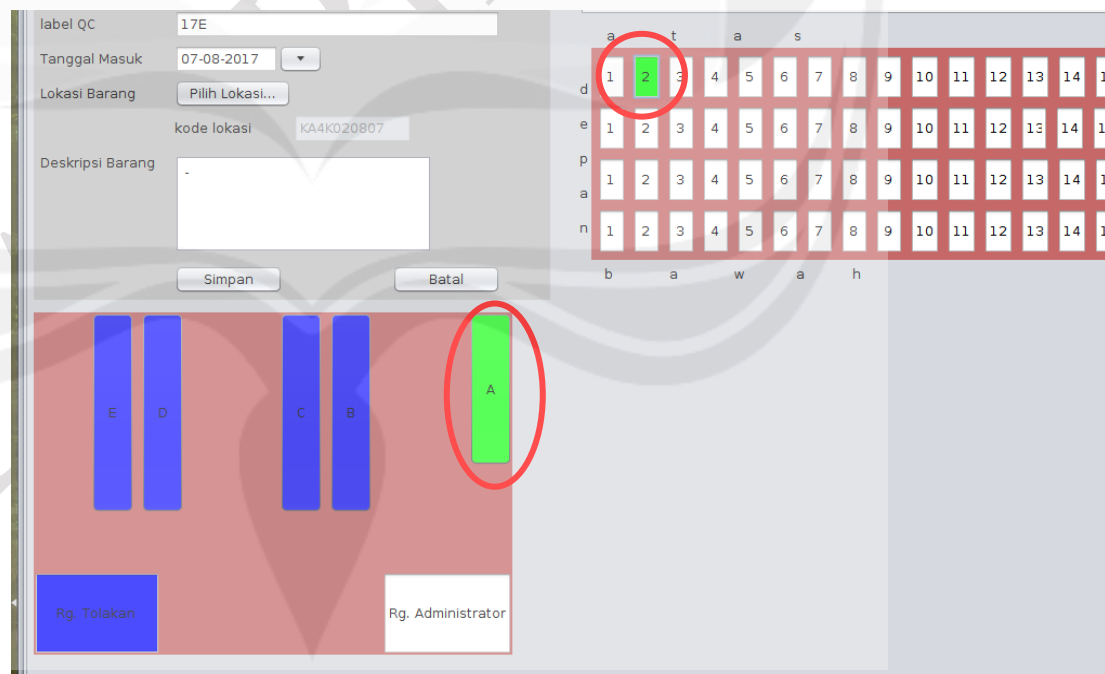 label QC 17E
Tanggal Masuk 07-08-2017
Lokasi Barang Pilih Lokasi...
kode lokasi KA4K020807
Deskripsi Barang -
Simpan Batal
a t a s
d 1 2 3 4 5 6 7 8 9 10 11 12 13 14 1
e 1 2 3 4 5 6 7 8 9 10 11 12 13 14 1
p
a 1 2 3 4 5 6 7 8 9 10 11 12 13 14 1
n 1 2 3 4 5 6 7 8 9 10 11 12 13 14 1
b a w a h
E D C B A
Rg. Tolakan Rg. Administrator